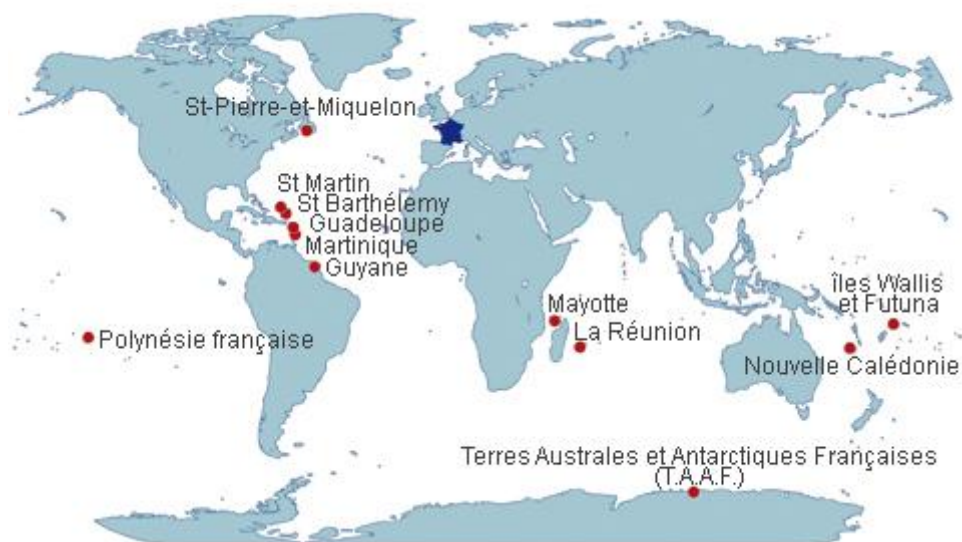 St-Pierre-et-Miquelon
St Martin
St Barthélemy
Guadeloupe
Martinique
Guyane
îles Wallis
et Futuna
Mayotte
La Réunion
Polynésie française
Nouvelle Calédonie
Terres Australes et Antarctiques Françaises
(T.A.A.F.)